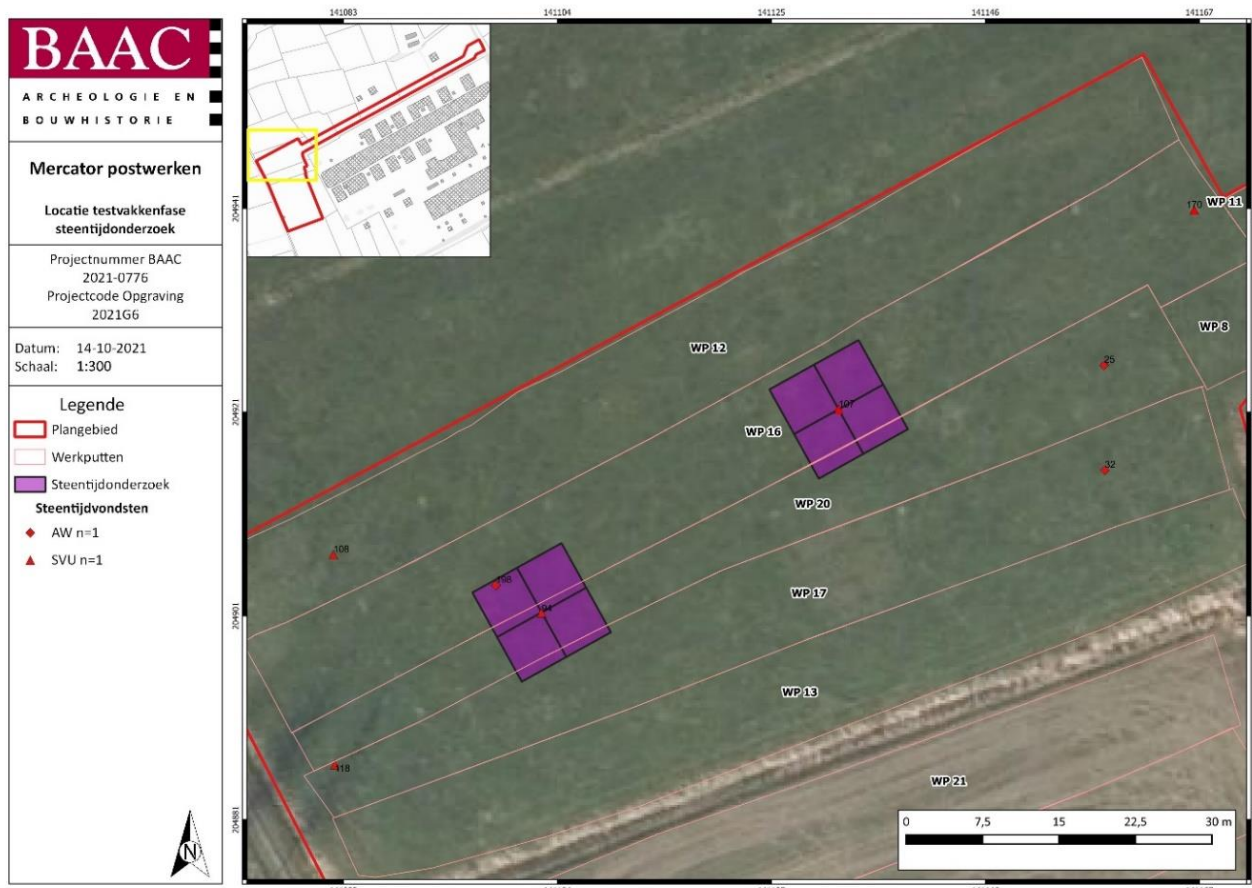 BAAC
ARCHEOLOGIE EN
BOUWHISTORIE
Mercator postwerken
Locatie testvakkenfase
steentijdonderzoek
Projectnummer BAAC
2021-0776
Projectcode Opgraving
2021G6
Datum: 14-10-2021
Schaal: 1:300
Legende
Plangebied
Werkputten
Steentijdonderzoek
Steentijdvondsten
AW n=1
SVU n=1
N
141083 141104 141125 141146 141167
204941
204921
204901
204881
170
WP 11
WP 8
WP 12
25
107
WP 16
32
WP 20
108
198
WP 17
194
WP 13
118
WP 21
0 7,5 15 22,5 30 m